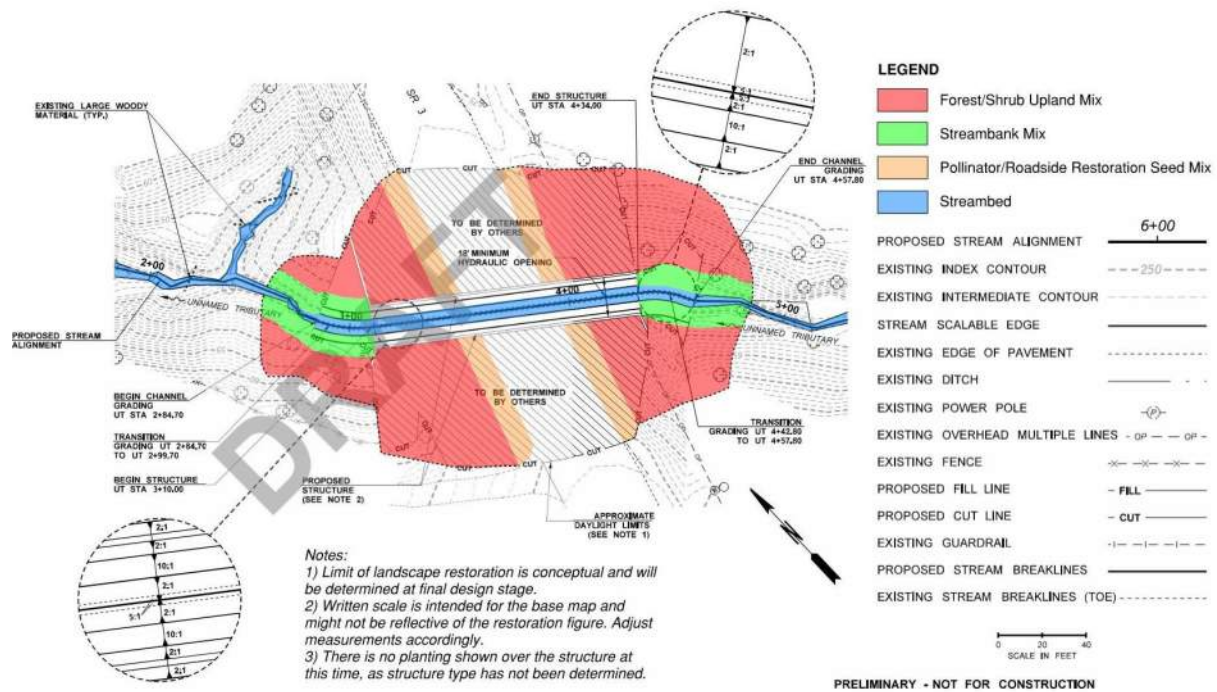 EXISTING LARGE WOODY
MATERIAL (TYP.)
SR 3
END STRUCTURE
UT STA 4+34.00
END CHANNEL
GRADING
UT STA 4+57.80
2:1
2:1
10:1
2:1
CUT
CUT
CUT
CUT
TO BE DETERMINED
BY OTHERS
18' MINIMUM
HYDRAULIC OPENING
2+00
4+00
5+00
UNNAMED TRIBUTARY
UNNAMED TRIBUTARY
PROPOSED STREAM
ALIGNMENT
TO BE DETERMINED
BY OTHERS
BEGIN CHANNEL
GRADING
UT STA 2+84.70
TRANSITION
GRADING UT 2+84.70
TO UT 2+99.70
BEGIN STRUCTURE
UT STA 3+10.00
TRANSITION
GRADING UT 4+42.80
TO UT 4+57.80
PROPOSED
STRUCTURE
(SEE NOTE 2)
APPROXIMATE
DAYLIGHT LIMITS
(SEE NOTE 1)
CUT
CUT
CUT
CUT
DRAFT
2:1
2:1
10:1
2:1
5:1
2:1
10:1
2:1
2:1
Notes:
1) Limit of landscape restoration is conceptual and will
be determined at final design stage.
2) Written scale is intended for the base map and
might not be reflective of the restoration figure. Adjust
measurements accordingly.
3) There is no planting shown over the structure at
this time, as structure type has not been determined.
LEGEND
Forest/Shrub Upland Mix
Streambank Mix
Pollinator/Roadside Restoration Seed Mix
Streambed
6+00
PROPOSED STREAM ALIGNMENT
EXISTING INDEX CONTOUR 250
EXISTING INTERMEDIATE CONTOUR
STREAM SCALABLE EDGE
EXISTING EDGE OF PAVEMENT
EXISTING DITCH
EXISTING POWER POLE P
EXISTING OVERHEAD MULTIPLE LINES OP OP
EXISTING FENCE
PROPOSED FILL LINE FILL
PROPOSED CUT LINE CUT
EXISTING GUARDRAIL
PROPOSED STREAM BREAKLINES
EXISTING STREAM BREAKLINES (TOE)
0 20 40
SCALE IN FEET
PRELIMINARY - NOT FOR CONSTRUCTION